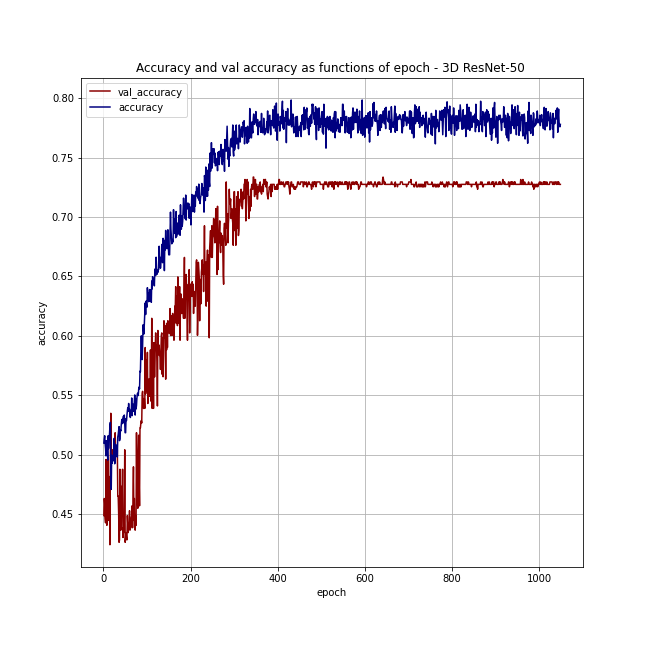 Accuracy and val accuracy as functions of epoch - 3D ResNet-50
val_accuracy
accuracy
0.80
0.75
0.70
0.65
0.60
0.55
0.50
0.45
accuracy
0 200 400 600 800 1000
epoch